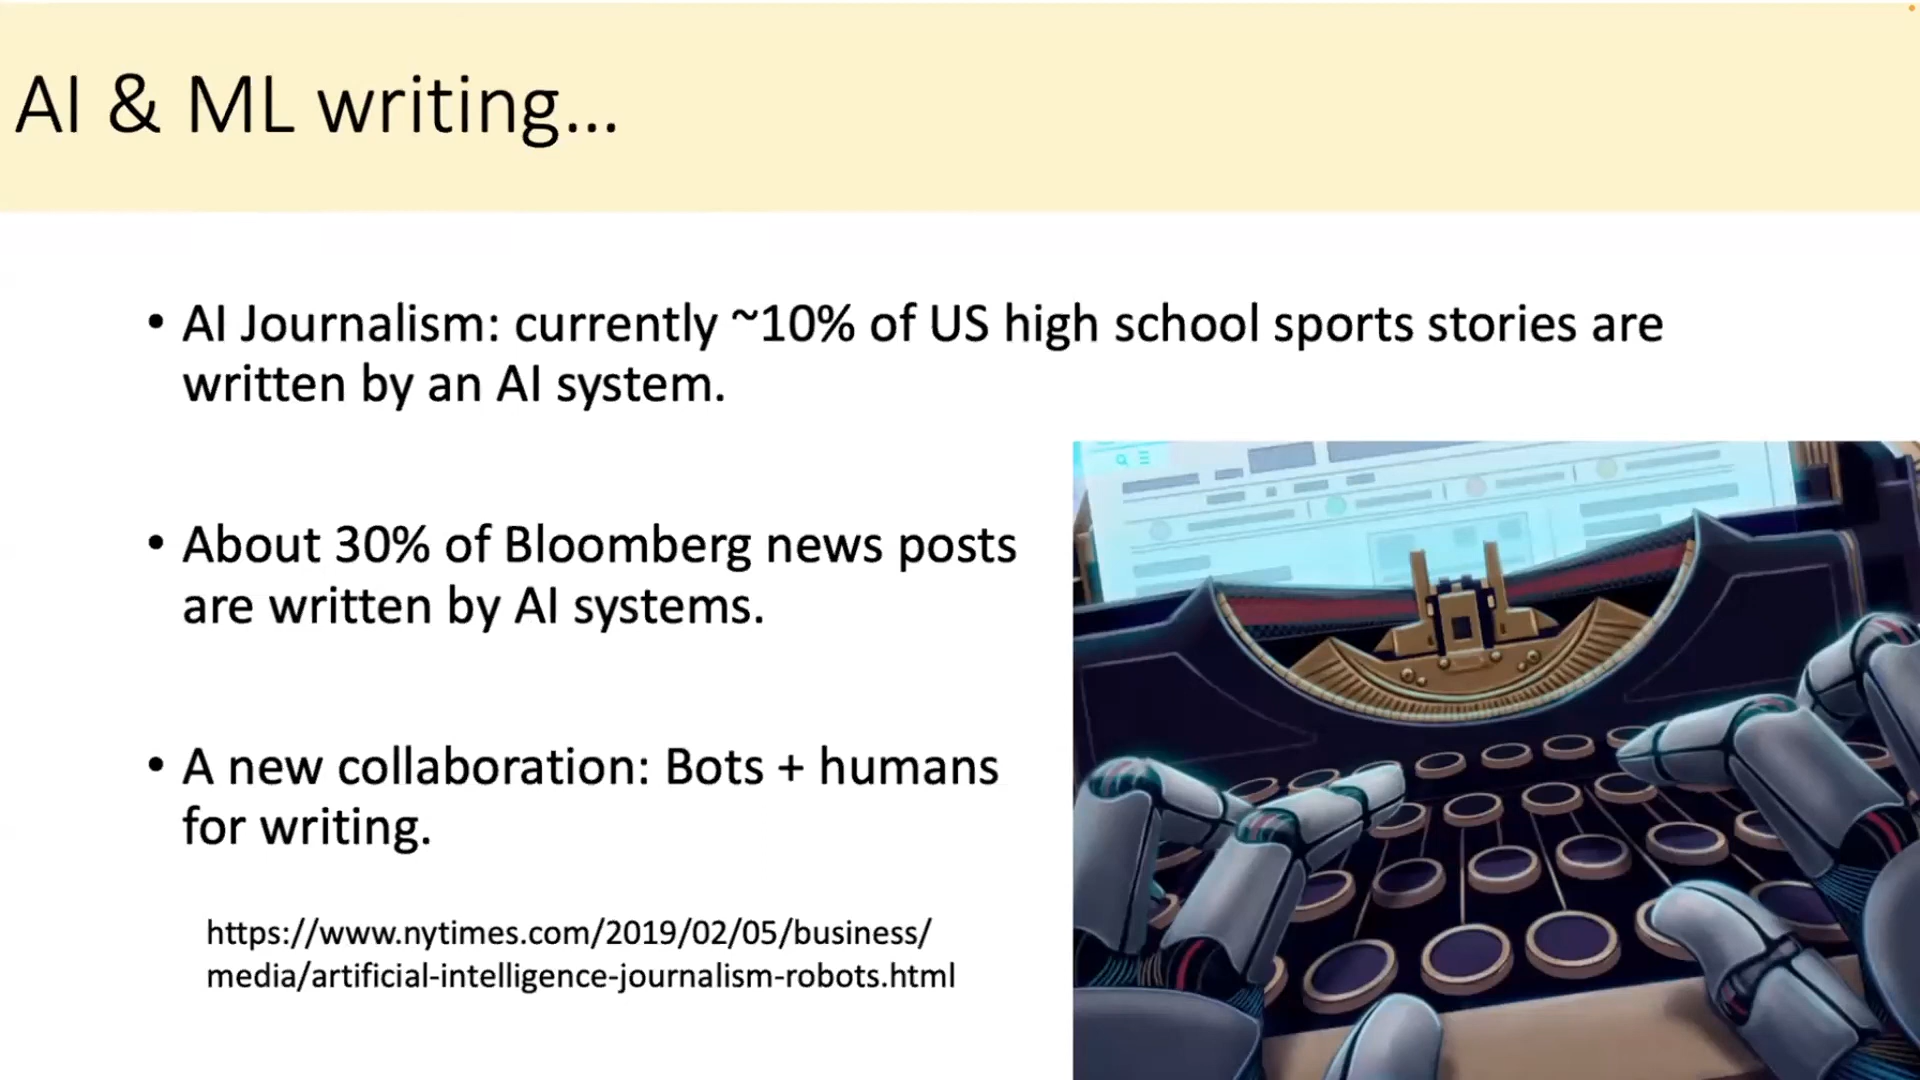 AI & ML writing...
• AI Journalism: currently ~10% of US high school sports stories are
written by an AI system.
• About 30% of Bloomberg news posts
are written by AI systems.
• A new collaboration: Bots + humans
for writing.
https://www.nytimes.com/2019/02/05/business/
media/artificial-intelligence-journalism-robots.html